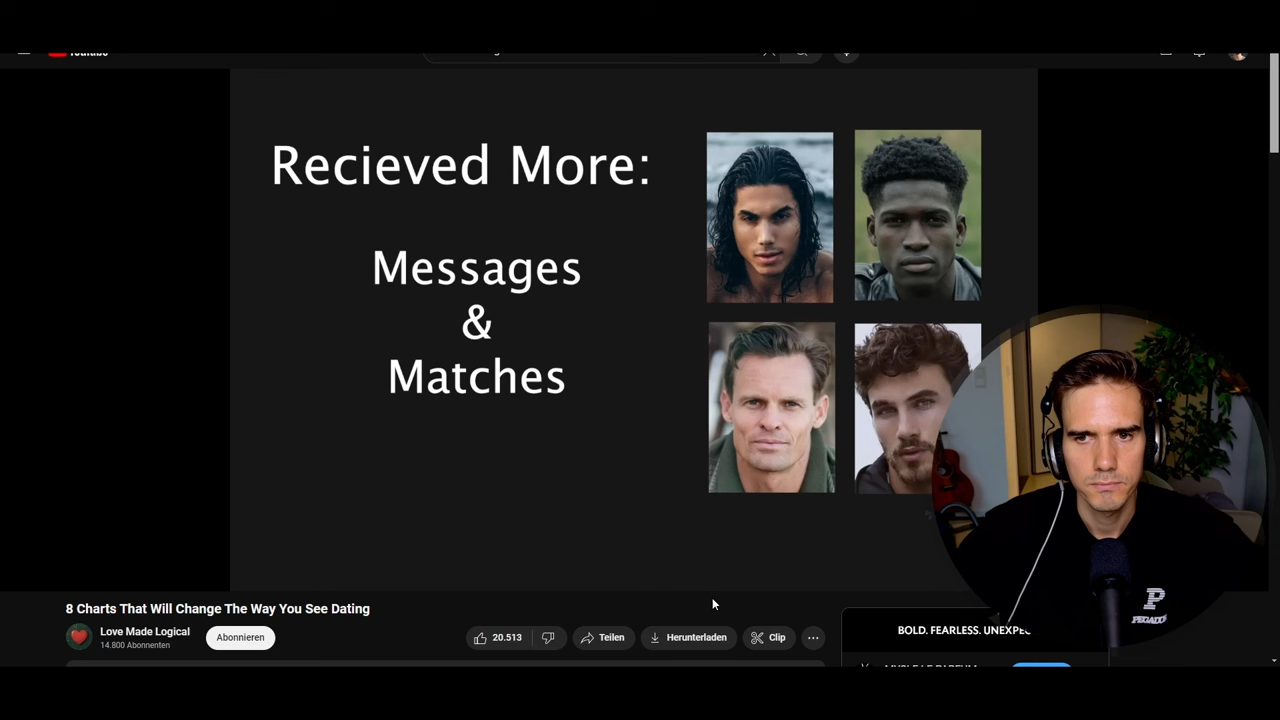 Recieved More:
Messages
&
Matches
8 Charts That Will Change The Way You See Dating
Love Made Logical
14.800 Abonnenten
Abonnieren
20.513
Teilen
Herunterladen
Clip
BOLD. FEARLESS. UNEXPEC
P
PEGADOR